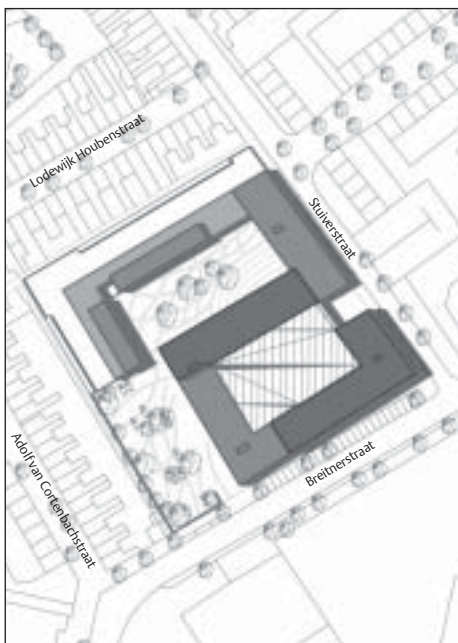 Lodewijk Houbenstraat
Stuiverstraat
Breitnerstraat
Adolf van Cortenbachstraat